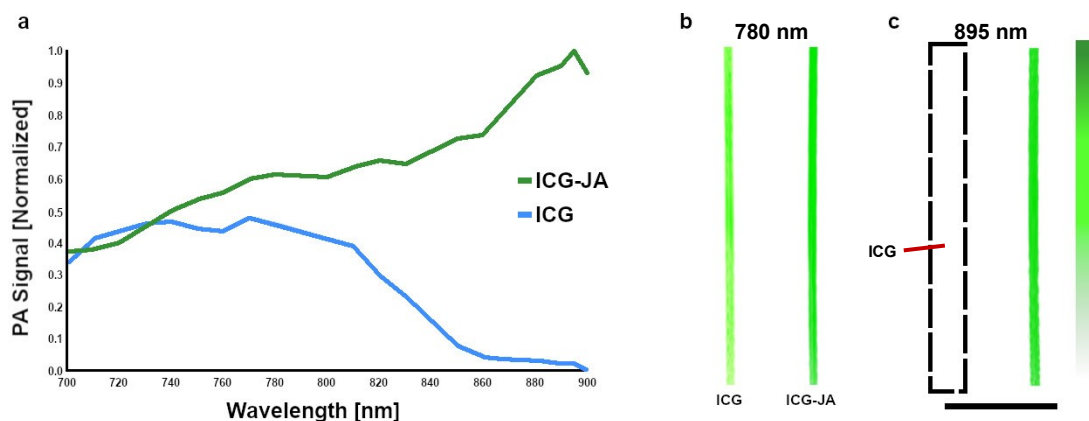 a
PA Signal [Normalized]
1.0
0.9
0.8
0.7
0.6
0.5
0.4
0.3
0.2
0.1
0.0
700 720 740 760 780 800 820 840 860 880 900
Wavelength [nm]
ICG-JA
ICG
b
780 nm
ICG ICG-JA
c
895 nm
ICG